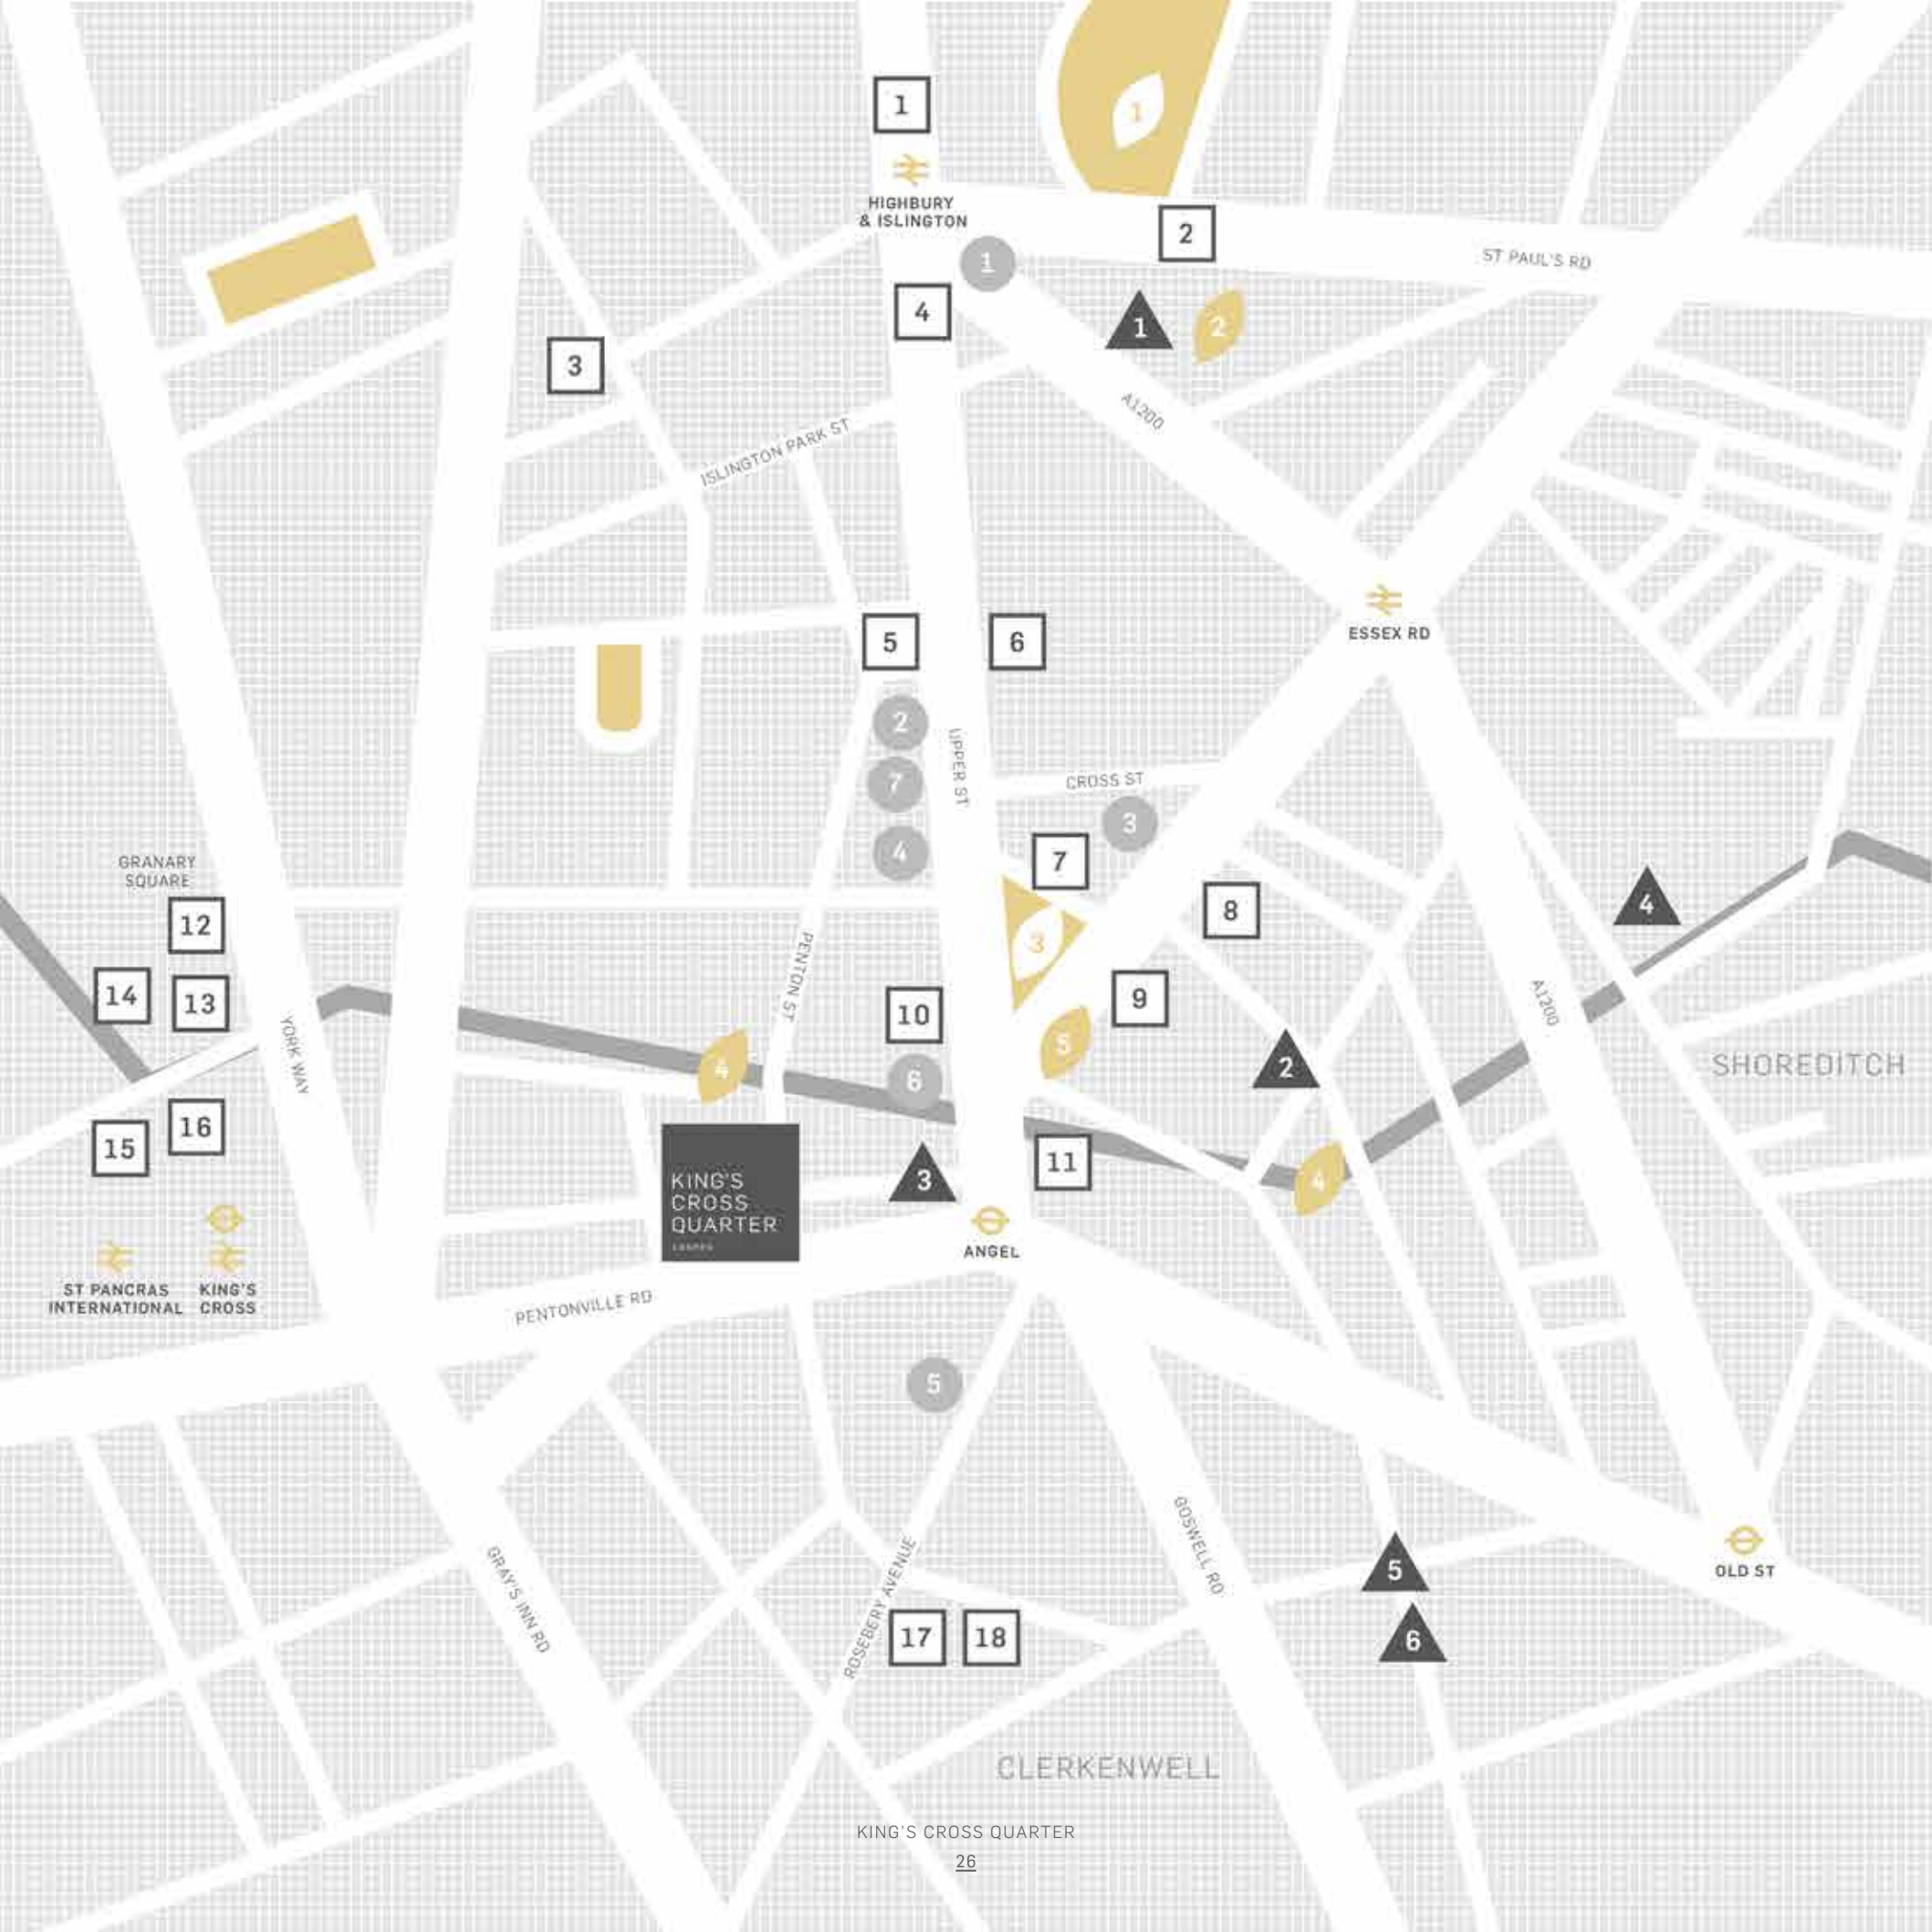 1
1
HIGHBURY
& ISLINGTON
2
1
ST PAUL'S RD
4
1
2
3
A1200
ISLINGTON PARK ST
ESSEX RD
5
6
2
UPPER ST
7
CROSS ST
3
4
7
GRANARY
SQUARE
12
8
4
3
14
13
PENTON ST
10
9
A1200
YORK WAY
5
4
6
2
SHOREDITCH
15
16
KING'S
CROSS
QUARTER
LONDON
3
11
4
ANGEL
ST PANCRAS
INTERNATIONAL
KING'S
CROSS
PENTONVILLE RD
5
GOSWELL RD
GRAY'S INN RD
ROSEBERY AVENUE
5
OLD ST
17
18
6
CLERKENWELL
KING'S CROSS QUARTER
26